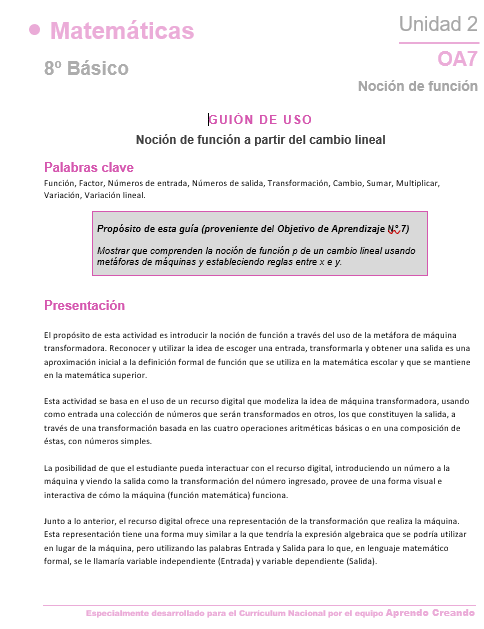 • Matemáticas
Unidad 2
8º Básico
OA7
Noción de función
GUIÓN DE USO
Noción de función a partir del cambio lineal
Palabras clave
Función, Factor, Números de entrada, Números de salida, Transformación, Cambio, Sumar, Multiplicar,
Variación, Variación lineal.
Propósito de esta guía (proveniente del Objetivo de Aprendizaje N° 7)
Mostrar que comprenden la noción de función p de un cambio lineal usando
metáforas de máquinas y estableciendo reglas entre x e y.
Presentación
El propósito de esta actividad es introducir la noción de función a través del uso de la metáfora de máquina
transformadora. Reconocer y utilizar la idea de escoger una entrada, transformarla y obtener una salida es una
aproximación inicial a la definición formal de función que se utiliza en la matemática escolar y que se mantiene
en la matemática superior.
Esta actividad se basa en el uso de un recurso digital que modeliza la idea de máquina transformadora, usando
como entrada una colección de números que serán transformados en otros, los que constituyen la salida, a
través de una transformación basada en las cuatro operaciones aritméticas básicas o en una composición de
éstas, con números simples.
La posibilidad de que el estudiante pueda interactuar con el recurso digital, introduciendo un número a la
máquina y viendo la salida como la transformación del número ingresado, provee de una forma visual e
interactiva de cómo la máquina (función matemática) funciona.
Junto a lo anterior, el recurso digital ofrece una representación de la transformación que realiza la máquina.
Esta representación tiene una forma muy similar a la que tendría la expresión algebraica que se podría utilizar
en lugar de la máquina, pero utilizando las palabras Entrada y Salida para lo que, en lenguaje matemático
formal, se le llamaría variable independiente (Entrada) y variable dependiente (Salida).
Especialmente desarrollado para el Currículum Nacional por el equipo Aprendo Creando